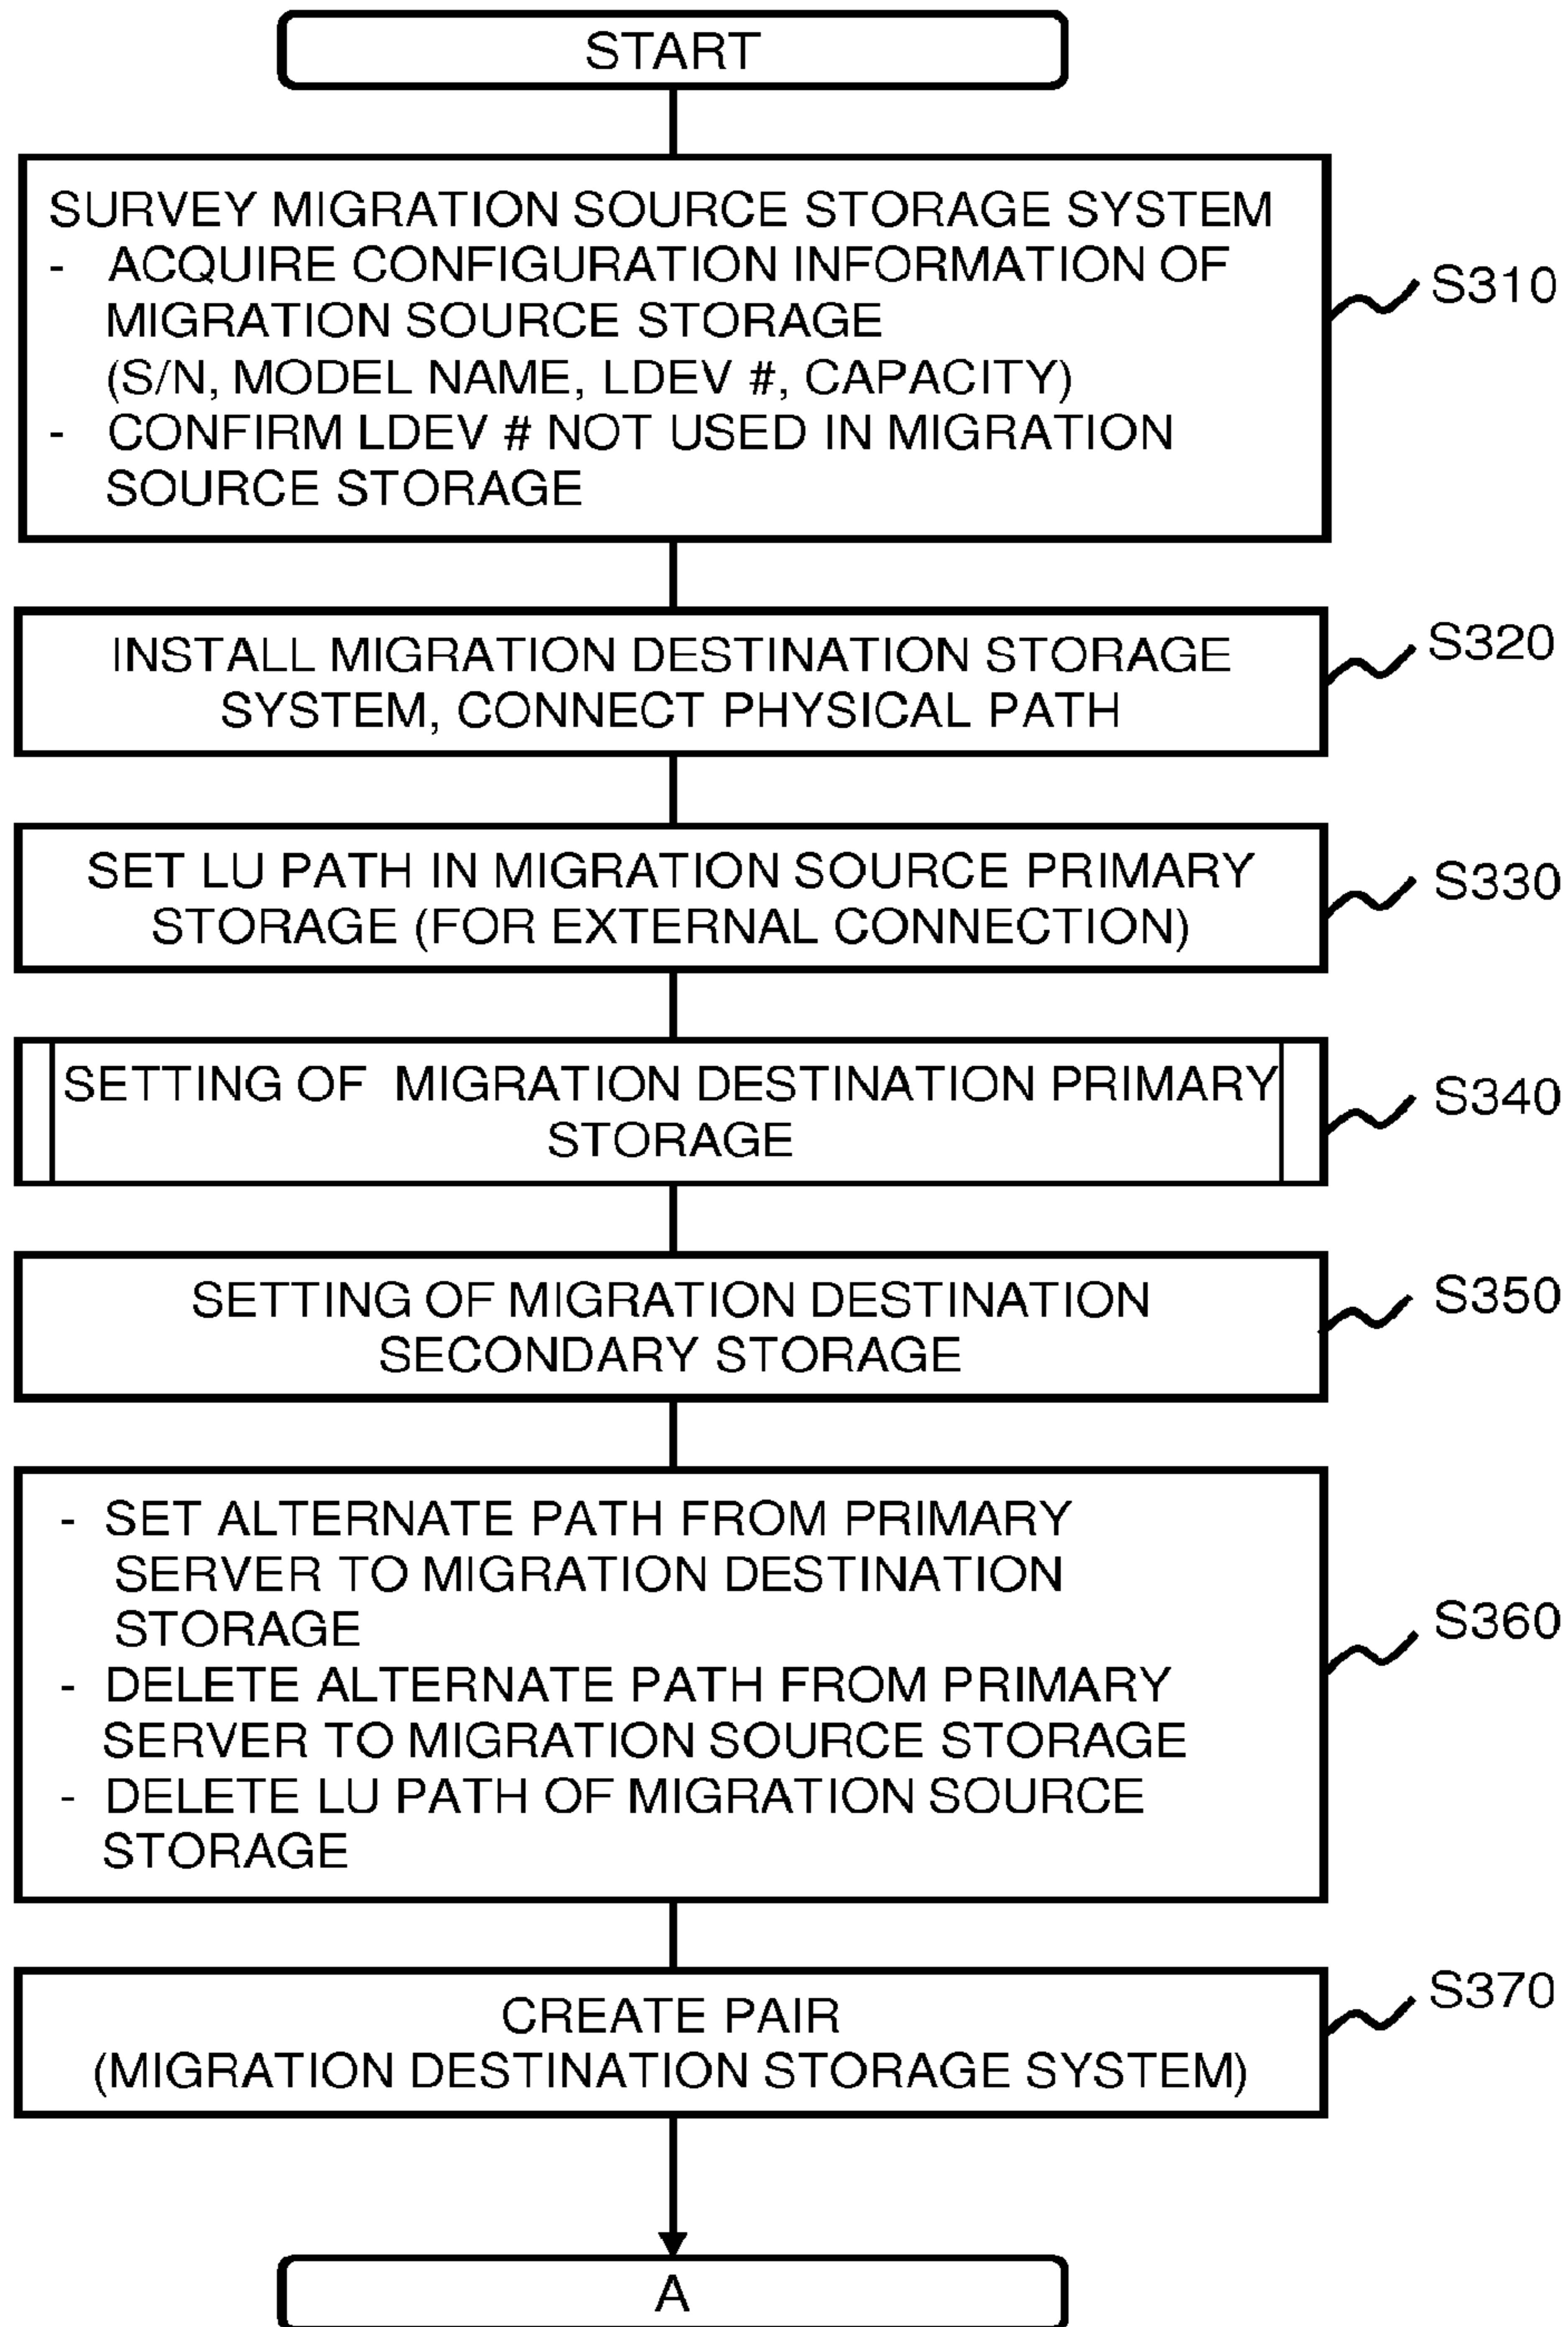 START
SURVEY MIGRATION SOURCE STORAGE SYSTEM
- ACQUIRE CONFIGURATION INFORMATION OF
MIGRATION SOURCE STORAGE
(S/N, MODEL NAME, LDEV #, CAPACITY)
- CONFIRM LDEV # NOT USED IN MIGRATION
SOURCE STORAGE
S310
INSTALL MIGRATION DESTINATION STORAGE
SYSTEM, CONNECT PHYSICAL PATH
S320
SET LU PATH IN MIGRATION SOURCE PRIMARY
STORAGE (FOR EXTERNAL CONNECTION)
S330
SETTING OF MIGRATION DESTINATION PRIMARY
STORAGE
S340
SETTING OF MIGRATION DESTINATION
SECONDARY STORAGE
S350
- SET ALTERNATE PATH FROM PRIMARY
SERVER TO MIGRATION DESTINATION
STORAGE
- DELETE ALTERNATE PATH FROM PRIMARY
SERVER TO MIGRATION SOURCE STORAGE
- DELETE LU PATH OF MIGRATION SOURCE
STORAGE
S360
CREATE PAIR
(MIGRATION DESTINATION STORAGE SYSTEM)
S370
A